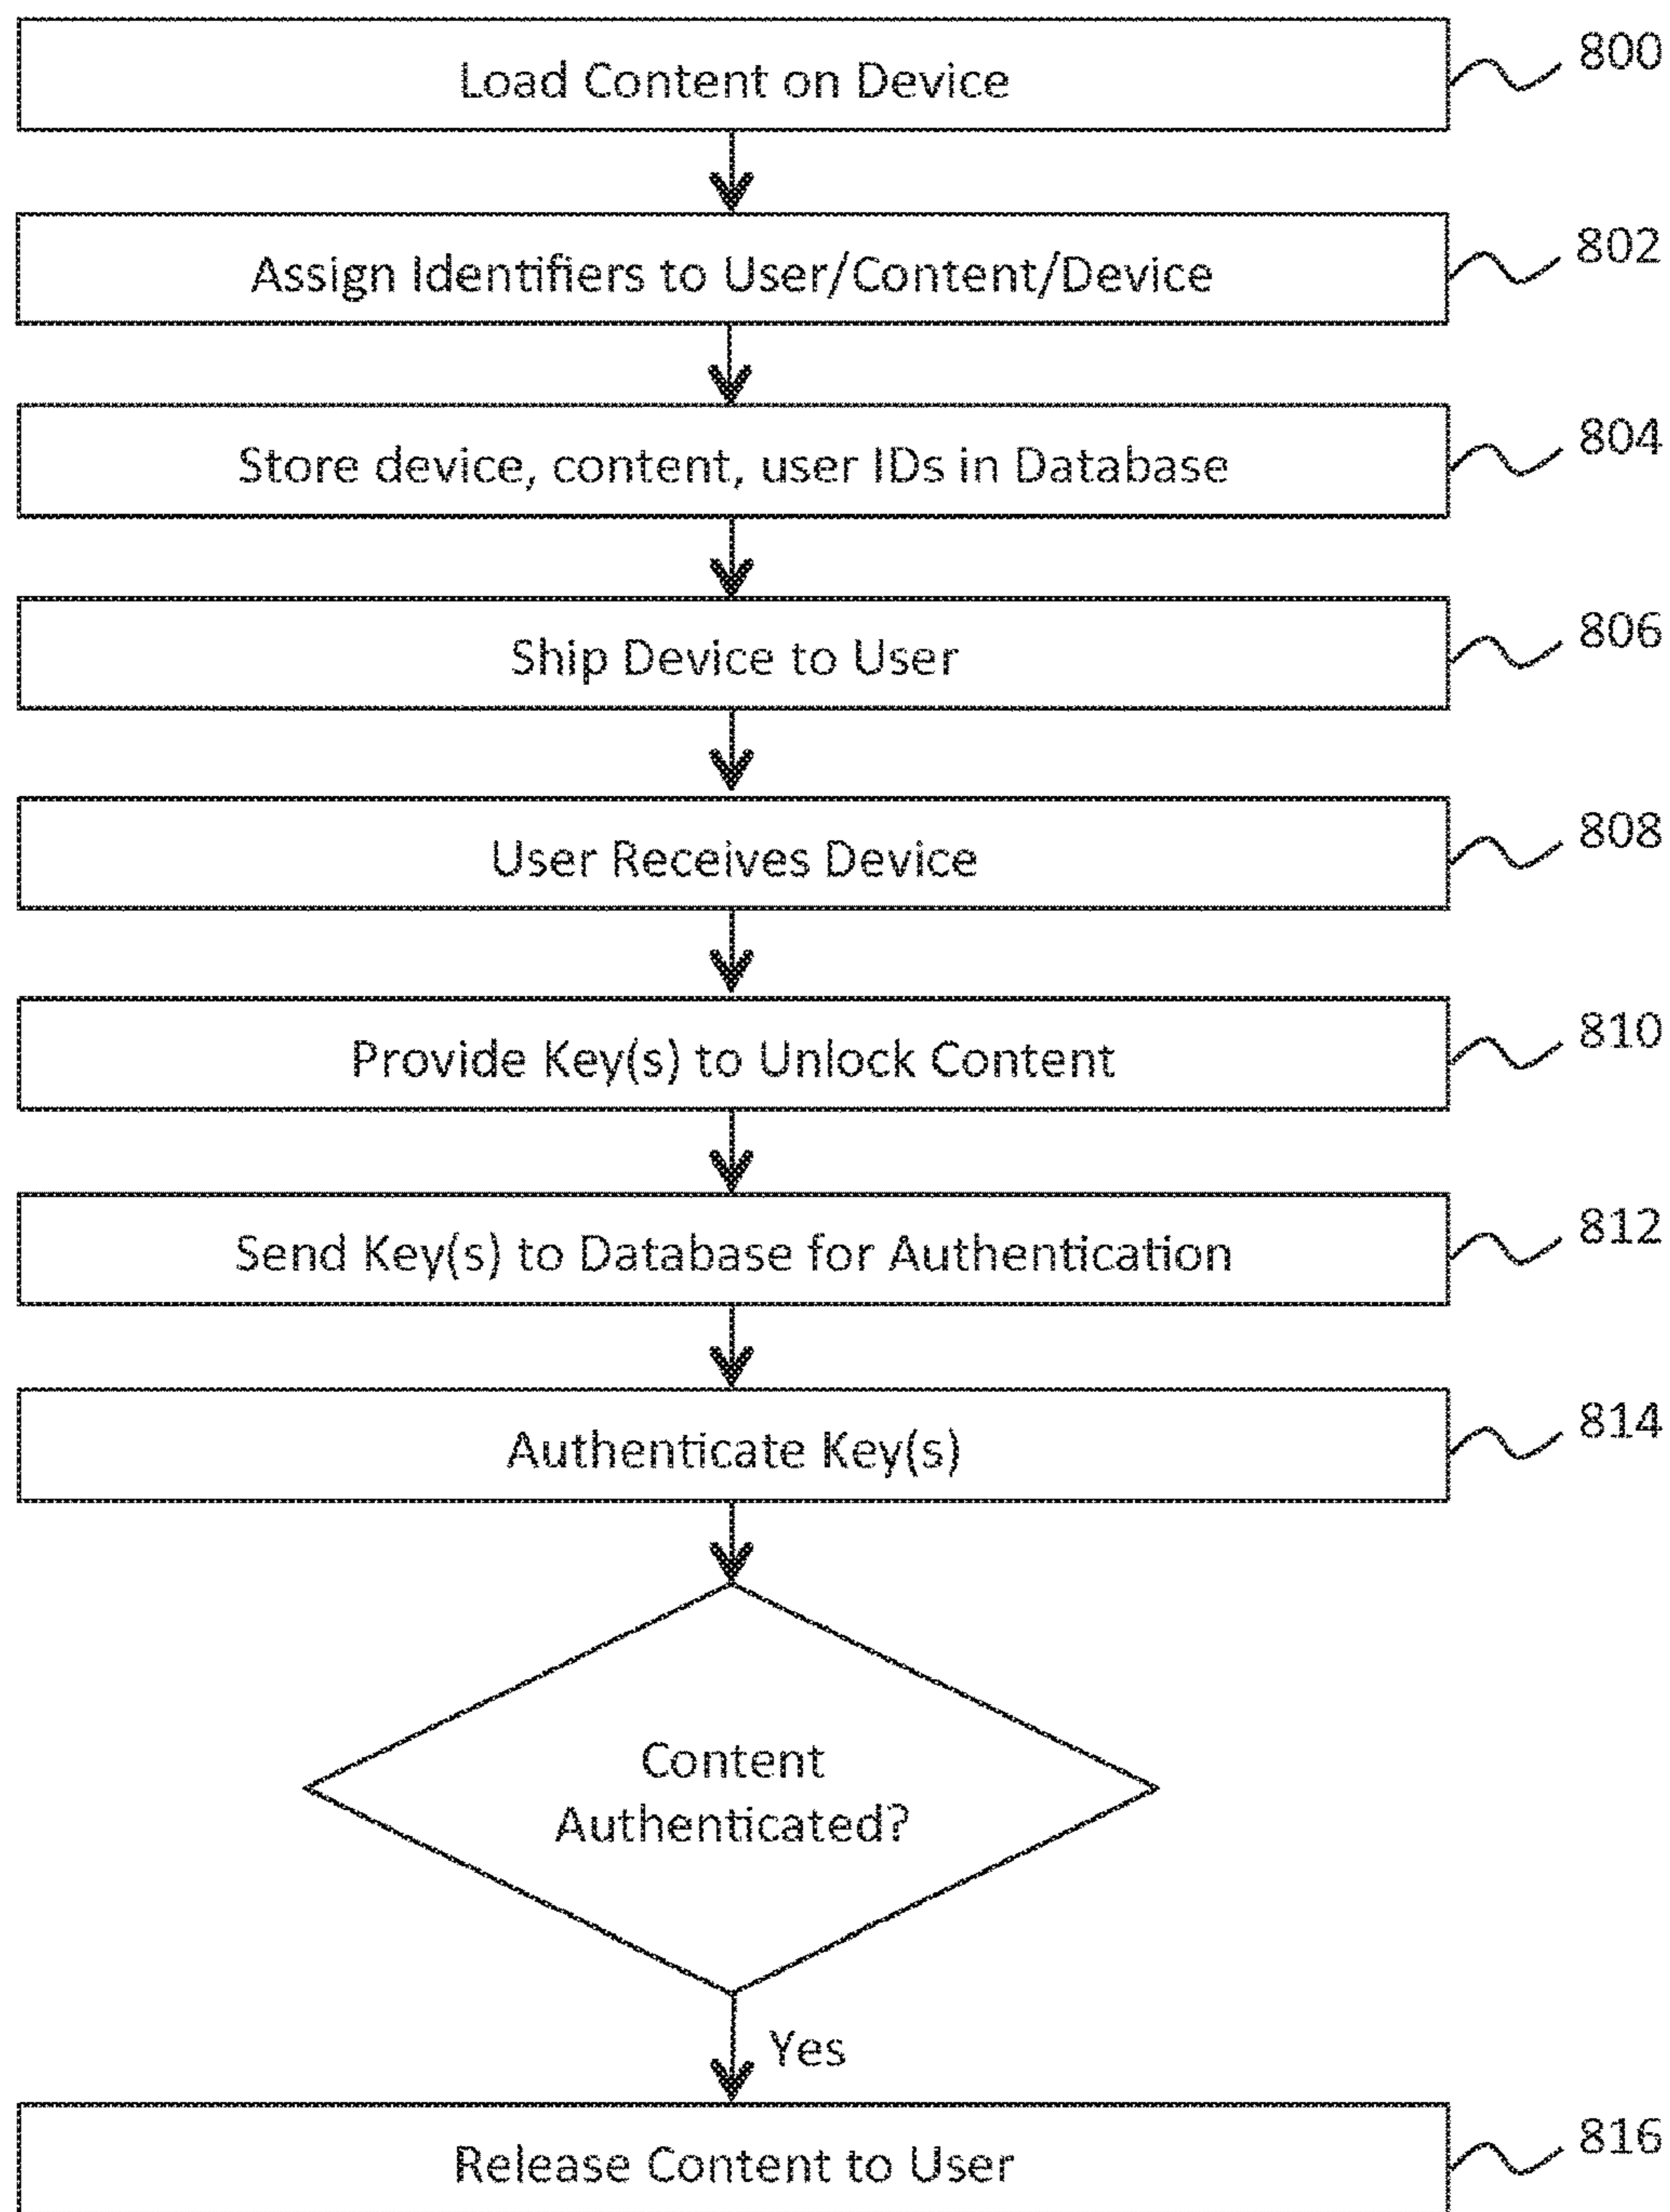 Load Content on Device
800
Assign Identifiers to User/Content/Device
802
Store device, content, user IDs in Database
804
Ship Device to User
806
User Receives Device
808
Provide Key(s) to Unlock Content
810
Send Key(s) to Database for Authentication
812
Authenticate Key(s)
814
Content
Authenticated?
Yes
Release Content to User
816